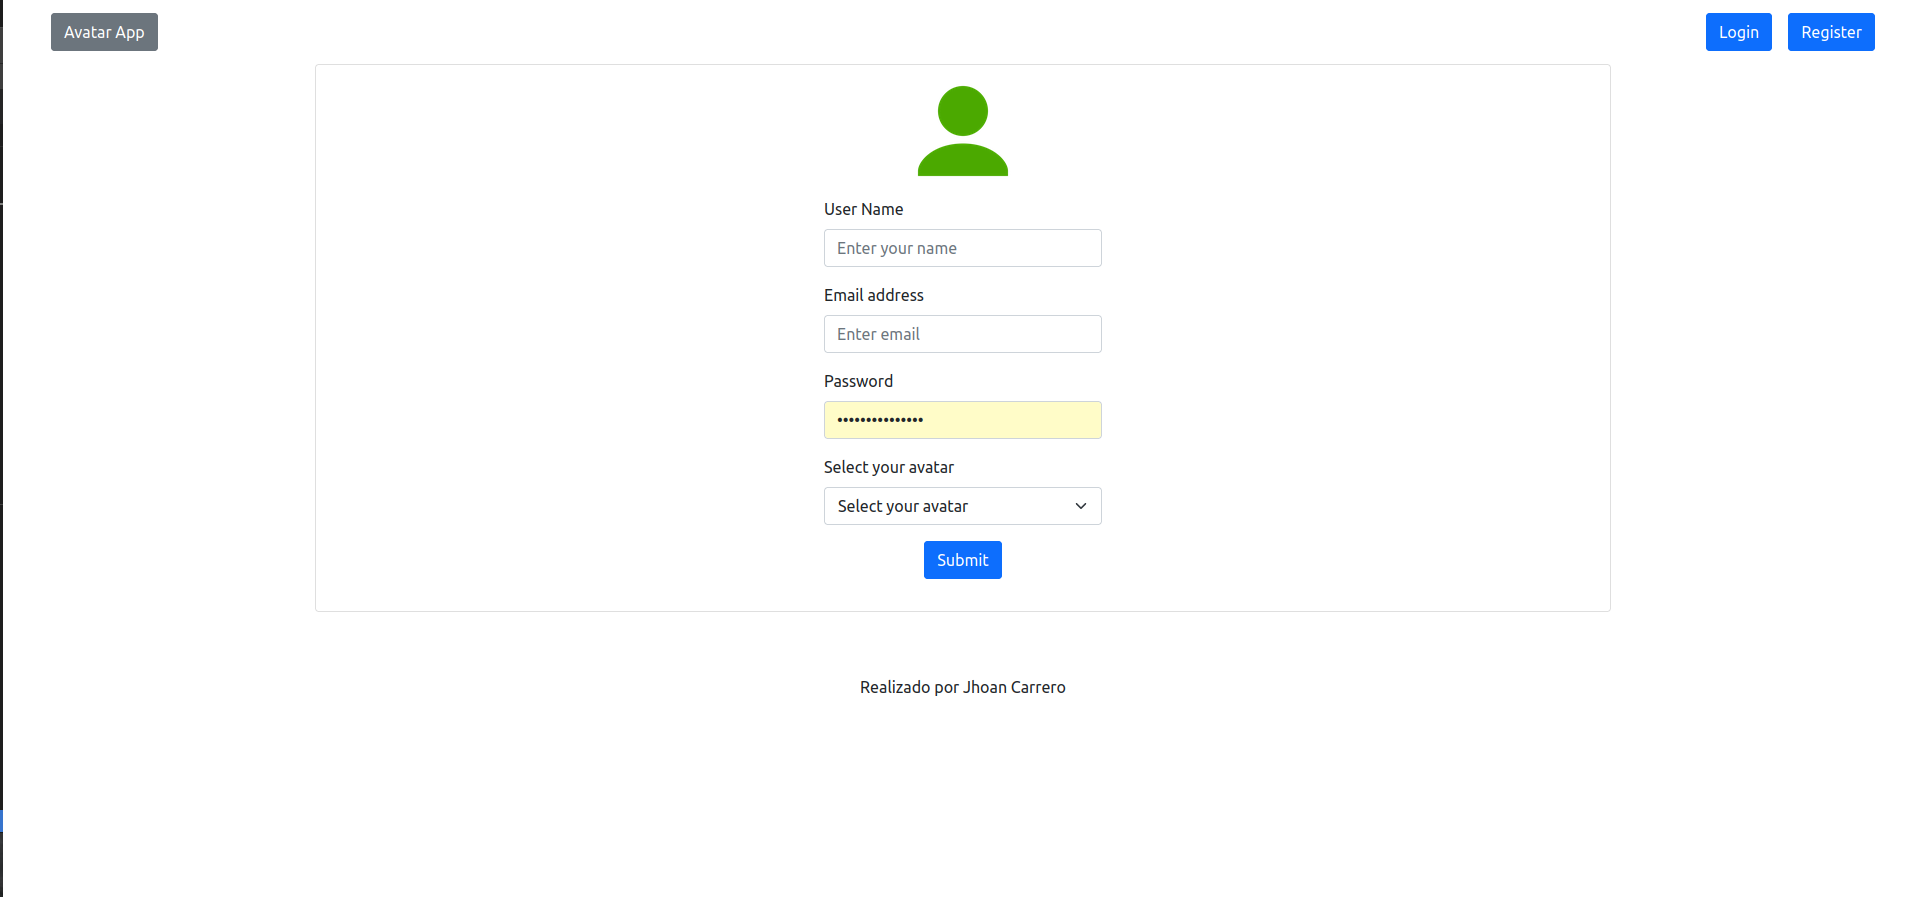 Avatar App
Login
Register
User Name
Enter your name
Email address
Enter email
Password
•••••••••••••••
Select your avatar
Select your avatar
Submit
Realizado por Jhoan Carrero